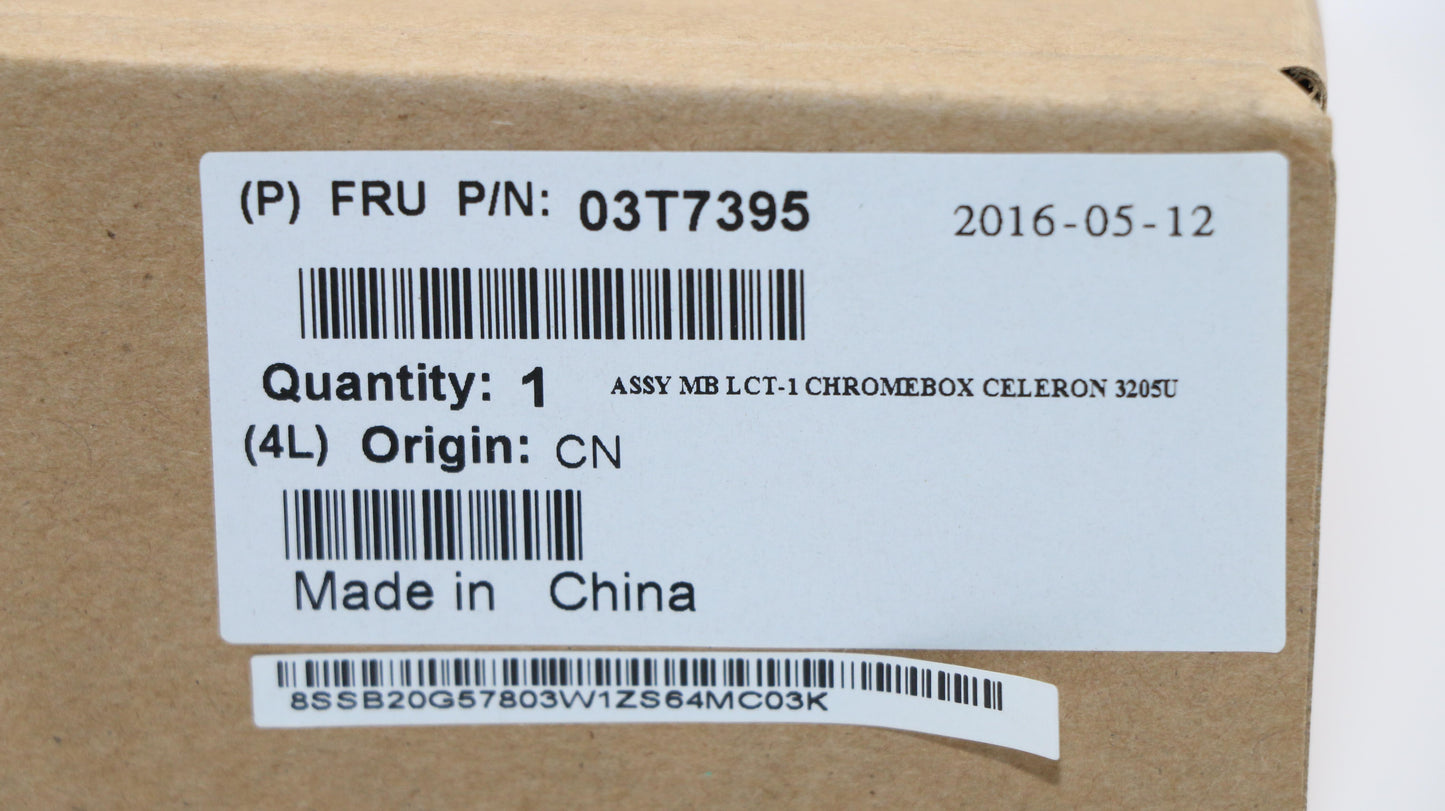 (P) FRU P/N: 03T7395 2016-05-12
Quantity: 1 ASSY MB LCT-1 CHROMEBOX CELERON 3205U
(4L) Origin: CN
Made in China
8SSB20G57803W1ZS64MC03K